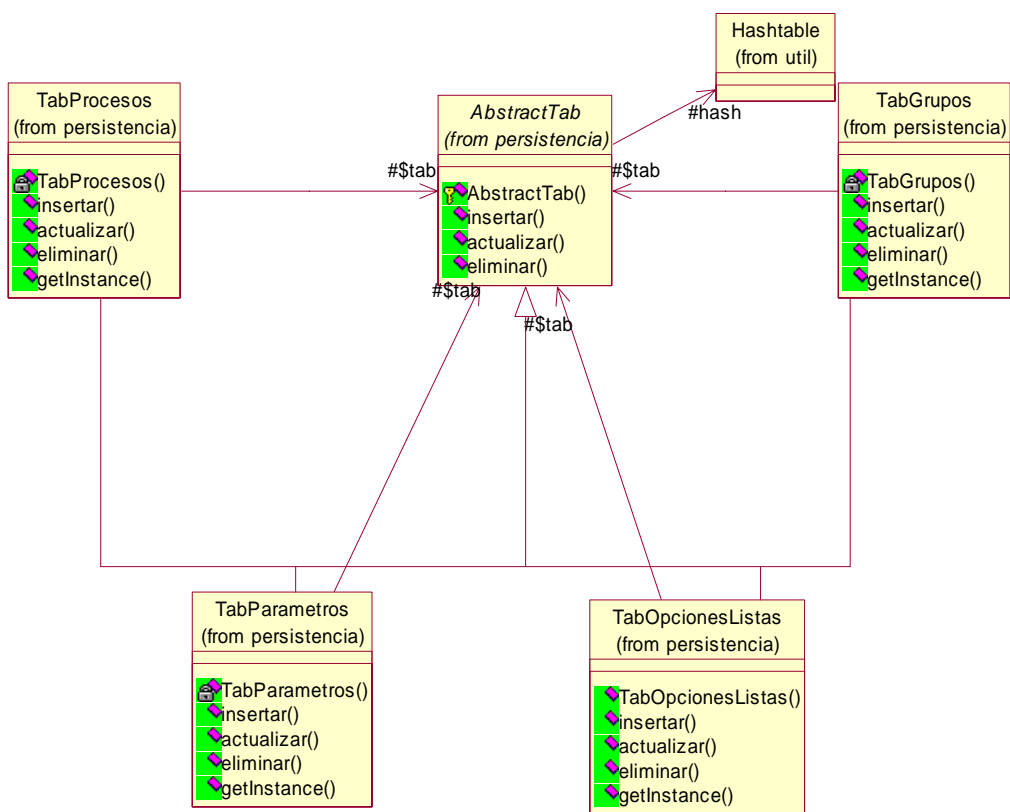 Hashtable
(from util)
#hash
TabProcesos
(from persistencia)
TabProcesos()
insertar()
actualizar()
eliminar()
getInstance()
#$tab
AbstractTab
(from persistencia)
AbstractTab()
insertar()
actualizar()
eliminar()
#$tab
TabGrupos
(from persistencia)
TabGrupos()
insertar()
actualizar()
eliminar()
getInstance()
#$tab
#$tab
TabParametros
(from persistencia)
TabParametros()
insertar()
actualizar()
eliminar()
getInstance()
TabOpcionesListas
(from persistencia)
TabOpcionesListas()
insertar()
actualizar()
eliminar()
getInstance()